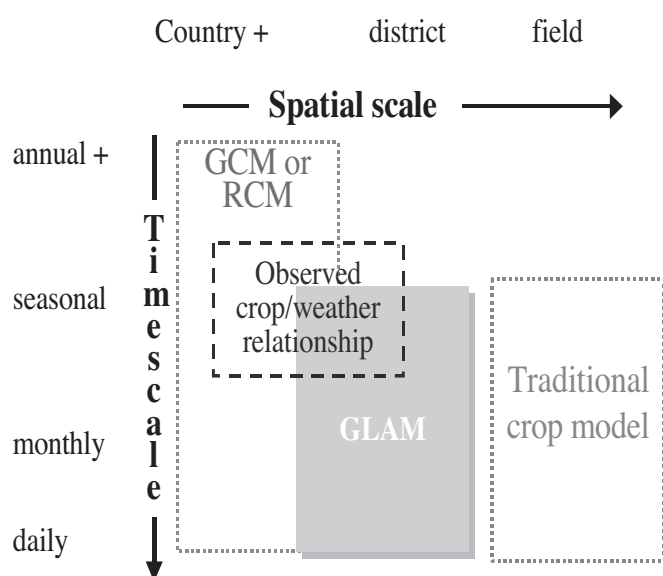 Country + district field
Spatial scale
annual +
GCM or
RCM
Timescale
Observed
seasonal
crop/weather
relationship
Traditional
crop model
GLAM
monthly
daily